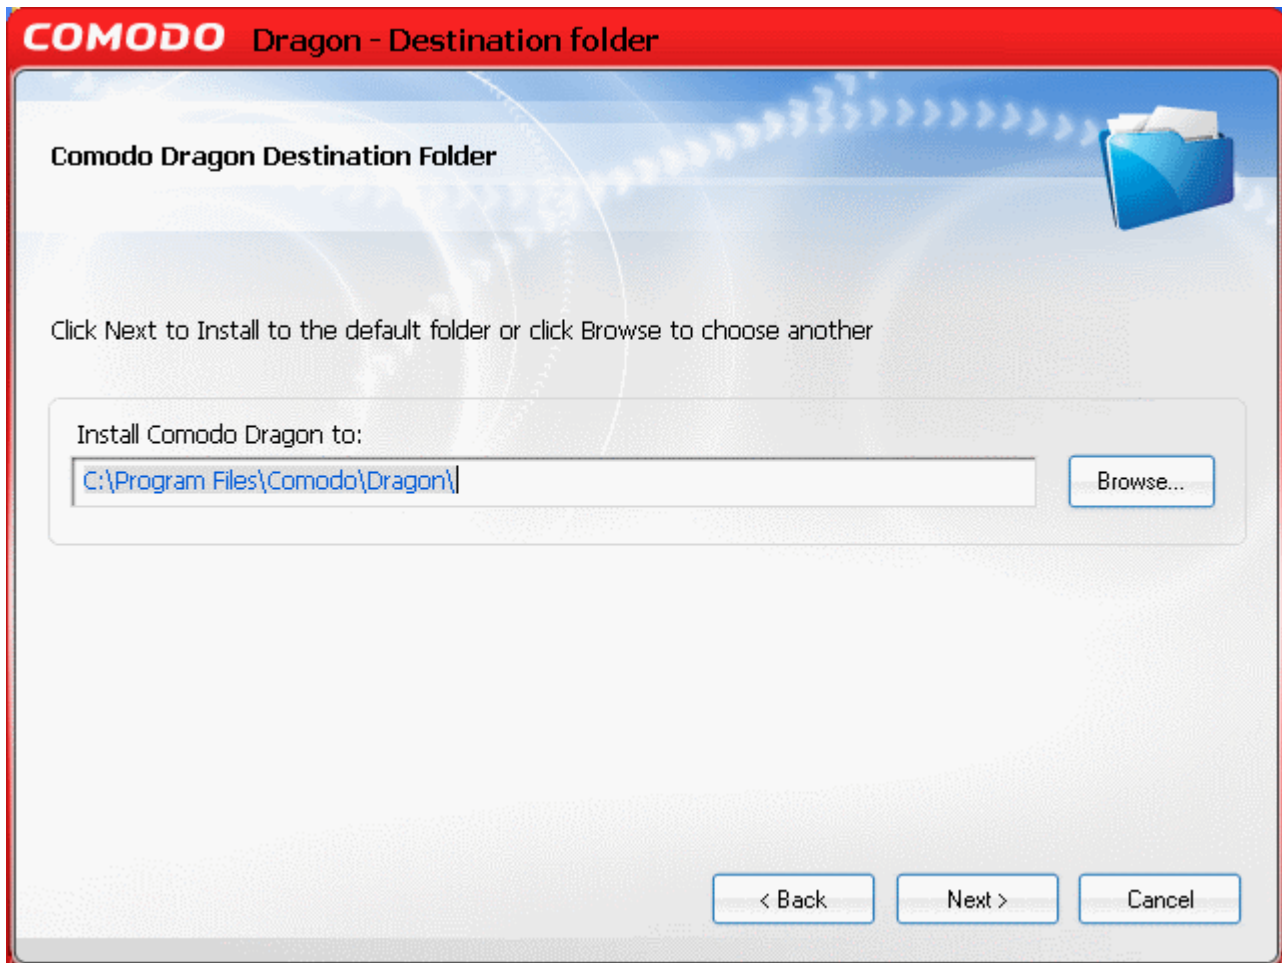 COMODO Dragon - Destination folder
Comodo Dragon Destination Folder
Click Next to Install to the default folder or click Browse to choose another
Install Comodo Dragon to:
C:\Program Files\Comodo\Dragon\
Browse...
< Back
Next >
Cancel